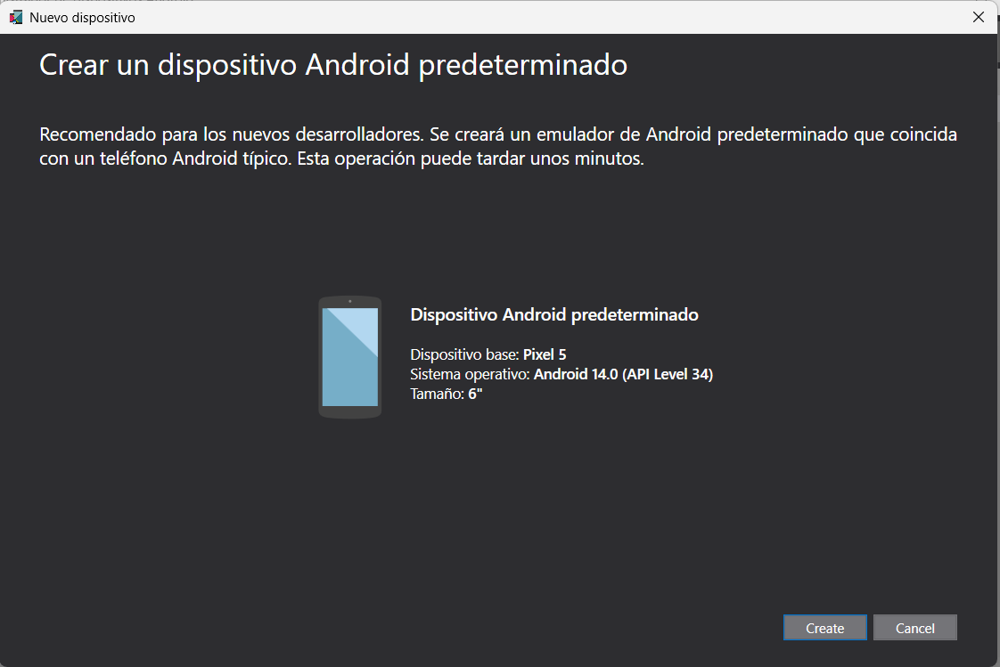 Nuevo dispositivo
Crear un dispositivo Android predeterminado
Recomendado para los nuevos desarrolladores. Se creará un emulador de Android predeterminado que coincida
con un teléfono Android típico. Esta operación puede tardar unos minutos.
Dispositivo Android predeterminado
Dispositivo base: Pixel 5
Sistema operativo: Android 14.0 (API Level 34)
Tamaño: 6"
Create
Cancel